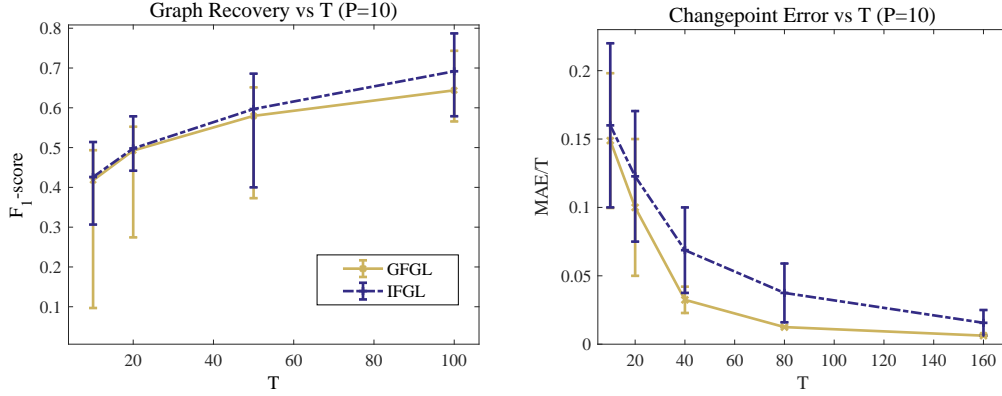 Graph Recovery vs T (P=10)
0.8
0.7
0.6
0.5
0.4
0.3
0.2
0.1
F1-score
20 40 60 80 100
T
GFGL
IFGL
Changepoint Error vs T (P=10)
0.2
0.15
0.1
0.05
0
MAE/T
20 40 60 80 100 120 140 160
T